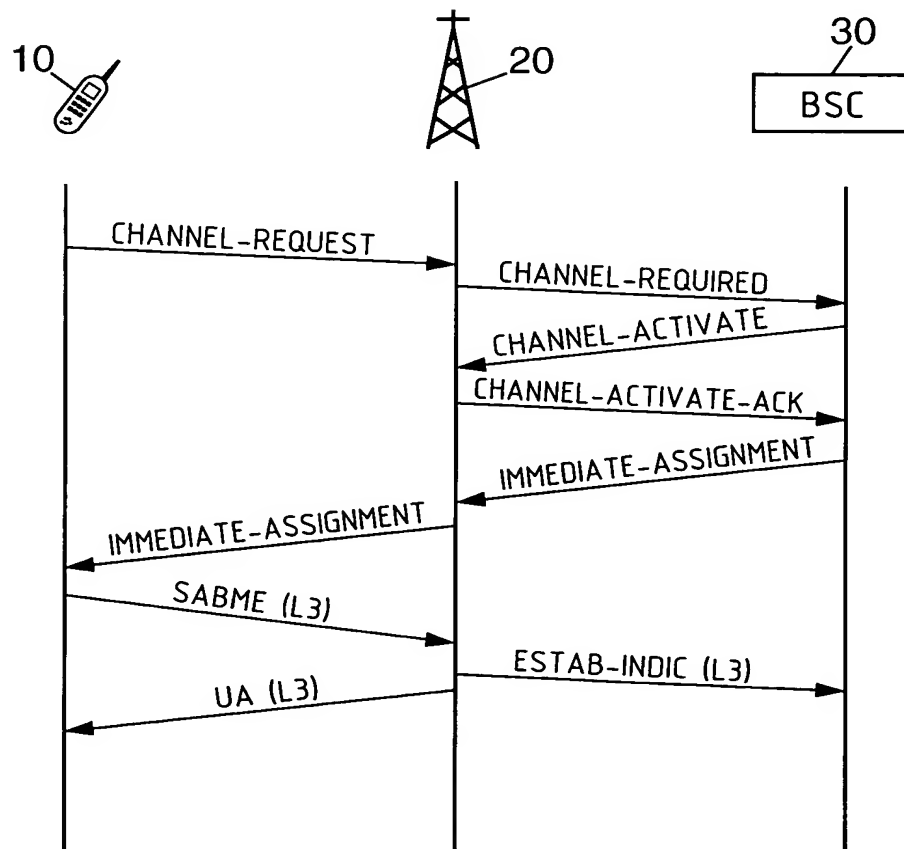 10
20
30
BSC
CHANNEL-REQUEST
CHANNEL-REQUIRED
CHANNEL-ACTIVATE
CHANNEL-ACTIVATE-ACK
IMMEDIATE-ASSIGNMENT
IMMEDIATE-ASSIGNMENT
SABME (L3)
ESTAB-INDIC (L3)
UA (L3)